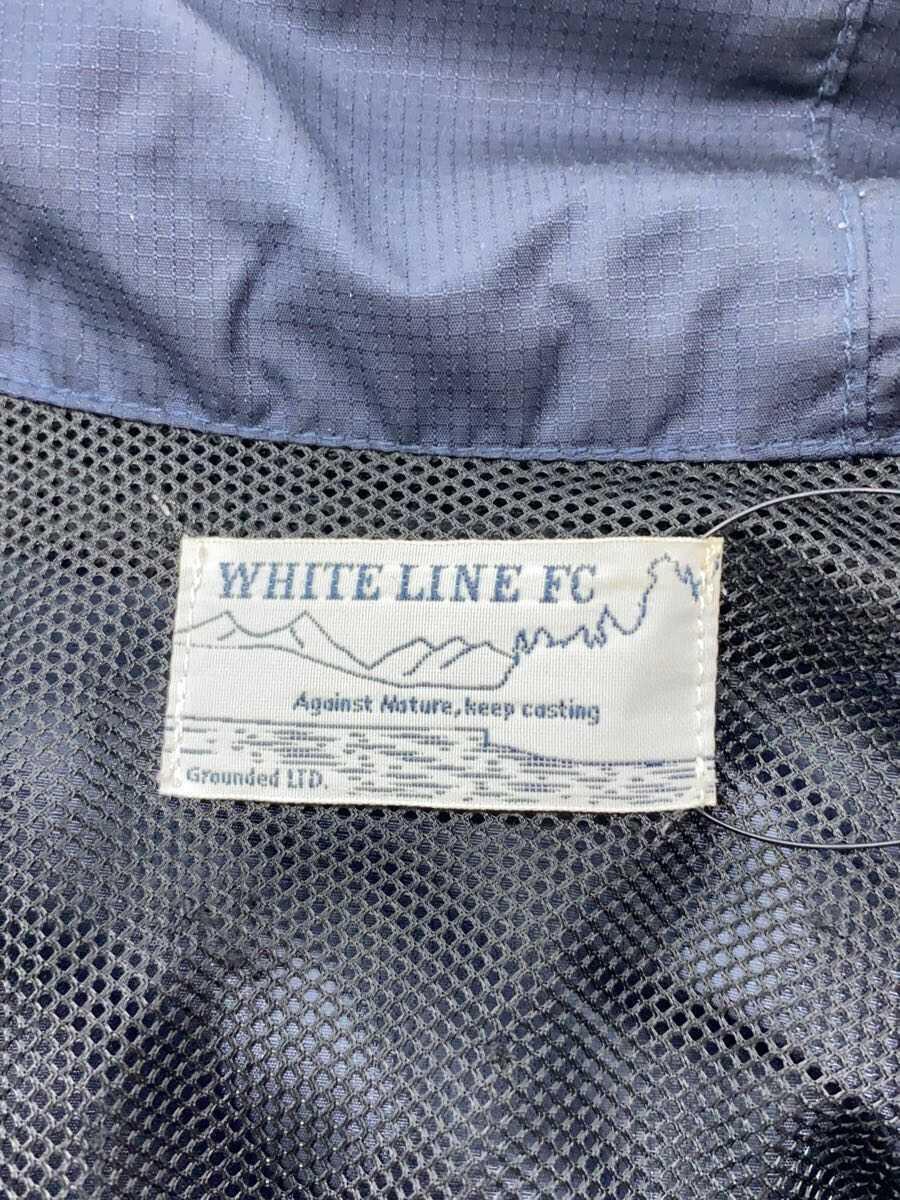 WHITE LINE FC
Against Nature, keep casting
Grounded LTD.